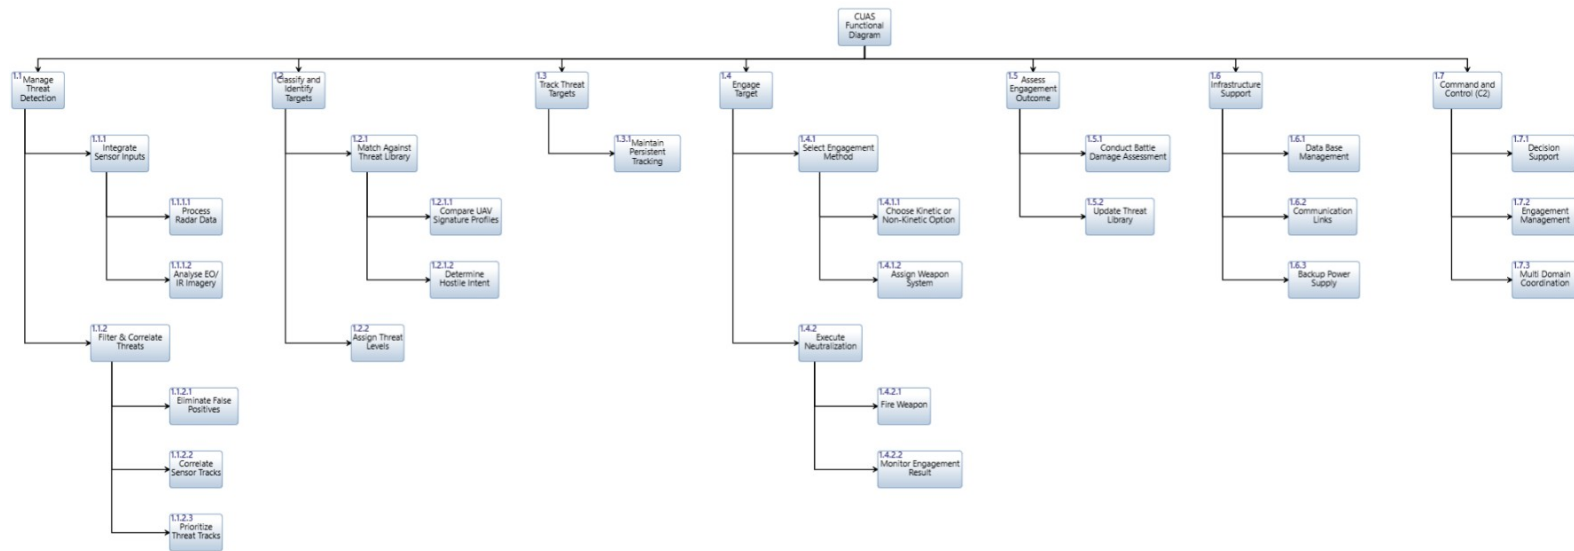 CUAS
Functional
Diagram
1.1
Manage
Threat
Detection
1.2
Classify and
Identify
Targets
1.3
Track Threat
Targets
1.4
Engage
Target
1.5
Assess
Engagement
Outcome
1.6
Infrastructure
Support
1.7
Command and
Control (C2)
1.1.1
Integrate
Sensor Inputs
1.1.1.1
Process
Radar Data
1.1.1.2
Analyse EO/
IR Imagery
1.1.2
Filter & Correlate
Threats
1.1.2.1
Eliminate False
Positives
1.1.2.2
Correlate
Sensor Tracks
1.1.2.3
Prioritize
Threat Tracks
1.2.1
Match Against
Threat Library
1.2.1.1
Compare UAV
Signature Profiles
1.2.1.2
Determine
Hostile Intent
1.2.2
Assign Threat
Levels
1.3.1
Maintain
Persistent
Tracking
1.4.1
Select Engagement
Method
1.4.1.1
Choose Kinetic or
Non-Kinetic Option
1.4.1.2
Assign Weapon
System
1.4.2
Execute
Neutralization
1.4.2.1
Fire Weapon
1.4.2.2
Monitor Engagement
Result
1.5.1
Conduct Battle
Damage Assessment
1.5.2
Update Threat
Library
1.6.1
Data Base
Management
1.6.2
Communication
Links
1.6.3
Backup Power
Supply
1.7.1
Decision
Support
1.7.2
Engagement
Management
1.7.3
Multi Domain
Coordination